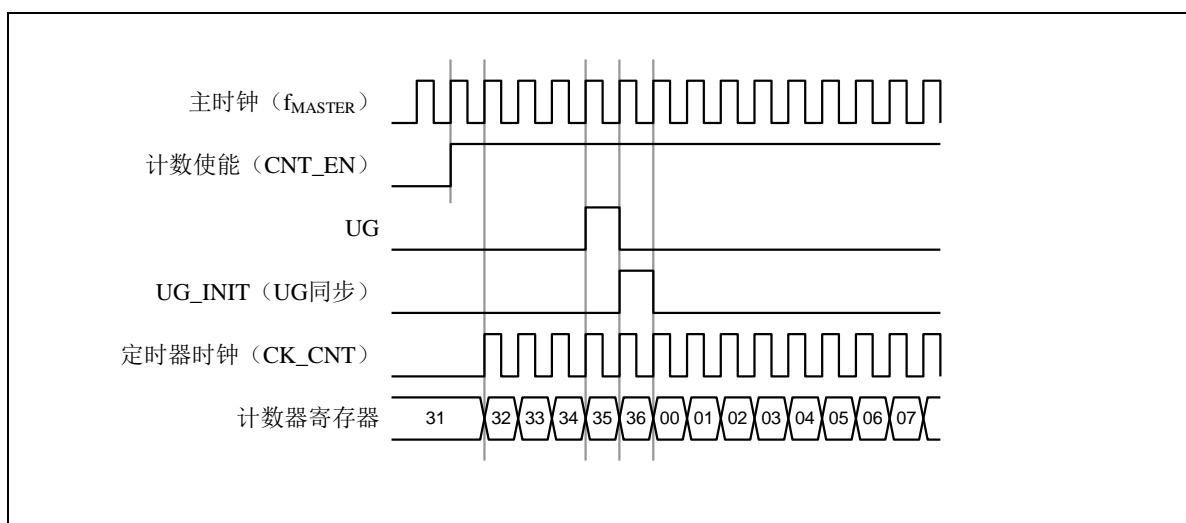 主时钟（fMASTER）
计数使能（CNT_EN）
UG
UG_INIT（UG同步）
定时器时钟（CK_CNT）
计数器寄存器 31 32 33 34 35 36 00 01 02 03 04 05 06 07